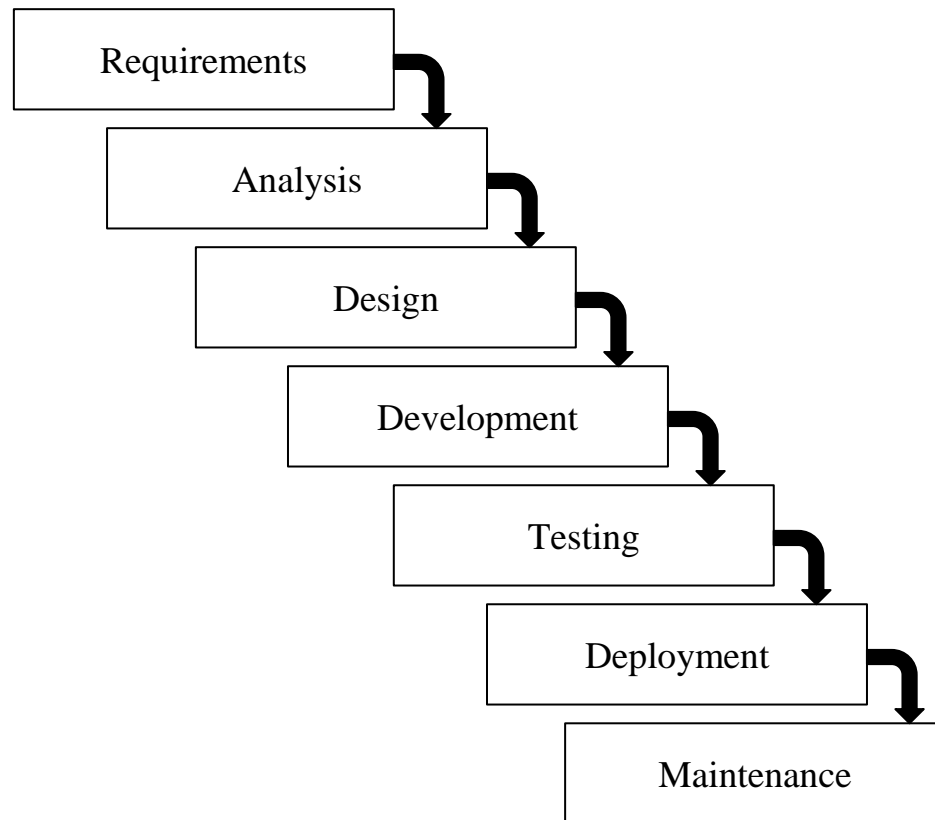 Requirements
Analysis
Design
Development
Testing
Deployment
Maintenance